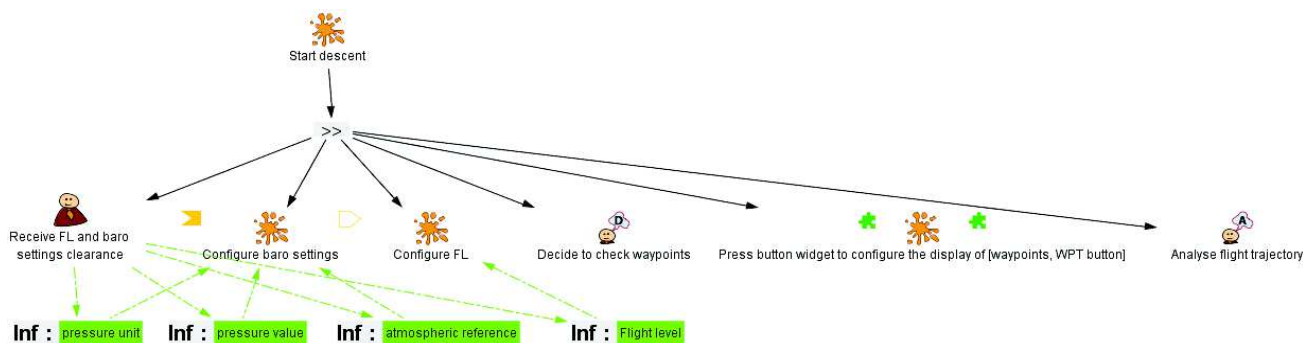 Start descent
>>
D
A
Receive FL and baro
settings clearance
Configure baro settings
Configure FL
Decide to check waypoints
Press button widget to configure the display of [waypoints, WPT button]
Analyse flight trajectory
Inf : pressure unit
Inf : pressure value
Inf : atmospheric reference
Inf : Flight level